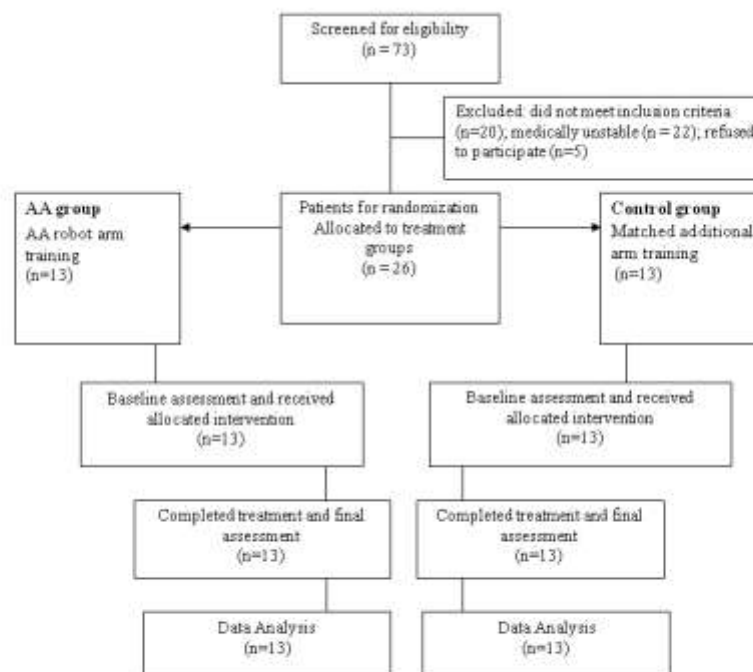 Screened for eligibility
(n = 73)
Excluded: did not meet inclusion criteria
(n=20); medically unstable (n = 22); refused
to participate (n=5)
AA group
AA robot arm
training
(n=13)
Patients for randomization
Allocated to treatment
groups
(n = 26)
Control group
Matched additional
arm training
(n=13)
Baseline assessment and received
allocated intervention
(n=13)
Baseline assessment and received
allocated intervention
(n=13)
Completed treatment and final
assessment
(n=13)
Completed treatment and final
assessment
(n=13)
Data Analysis
(n=13)
Data Analysis
(n=13)